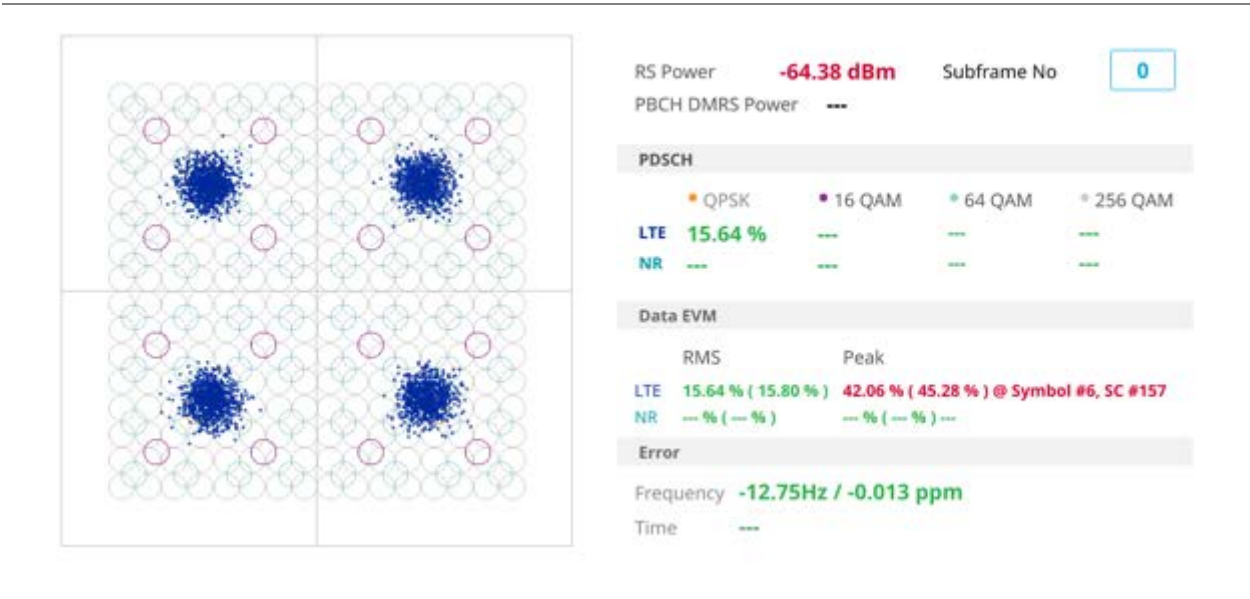 RS Power -64.38 dBm Subframe No 0
PBCH DMRS Power ---
PDSCH
QPSK 16 QAM 64 QAM 256 QAM
LTE 15.64 % --- --- ---
NR --- --- --- ---
Data EVM
RMS Peak
LTE 15.64 % ( 15.80 % ) 42.06 % ( 45.28 % ) @ Symbol #6, SC #157
NR --- % ( --- % ) --- % ( --- % ) ---
Error
Frequency -12.75Hz / -0.013 ppm
Time ---